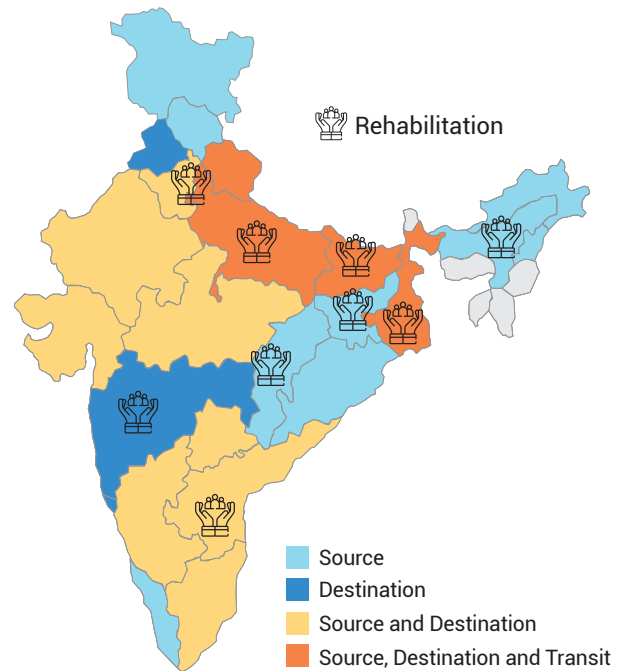 Rehabilitation
Source
Destination
Source and Destination
Source, Destination and Transit